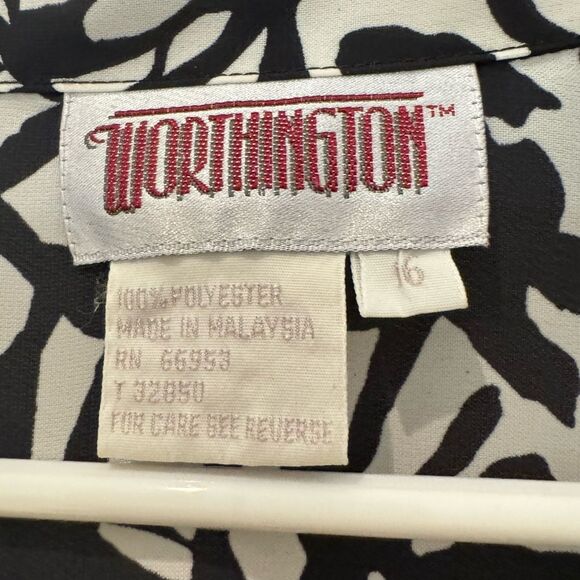 WORTHINGTON™
16
100% POLYESTER
MADE IN MALAYSIA
RN 66953
T 32850
FOR CARE SEE REVERSE